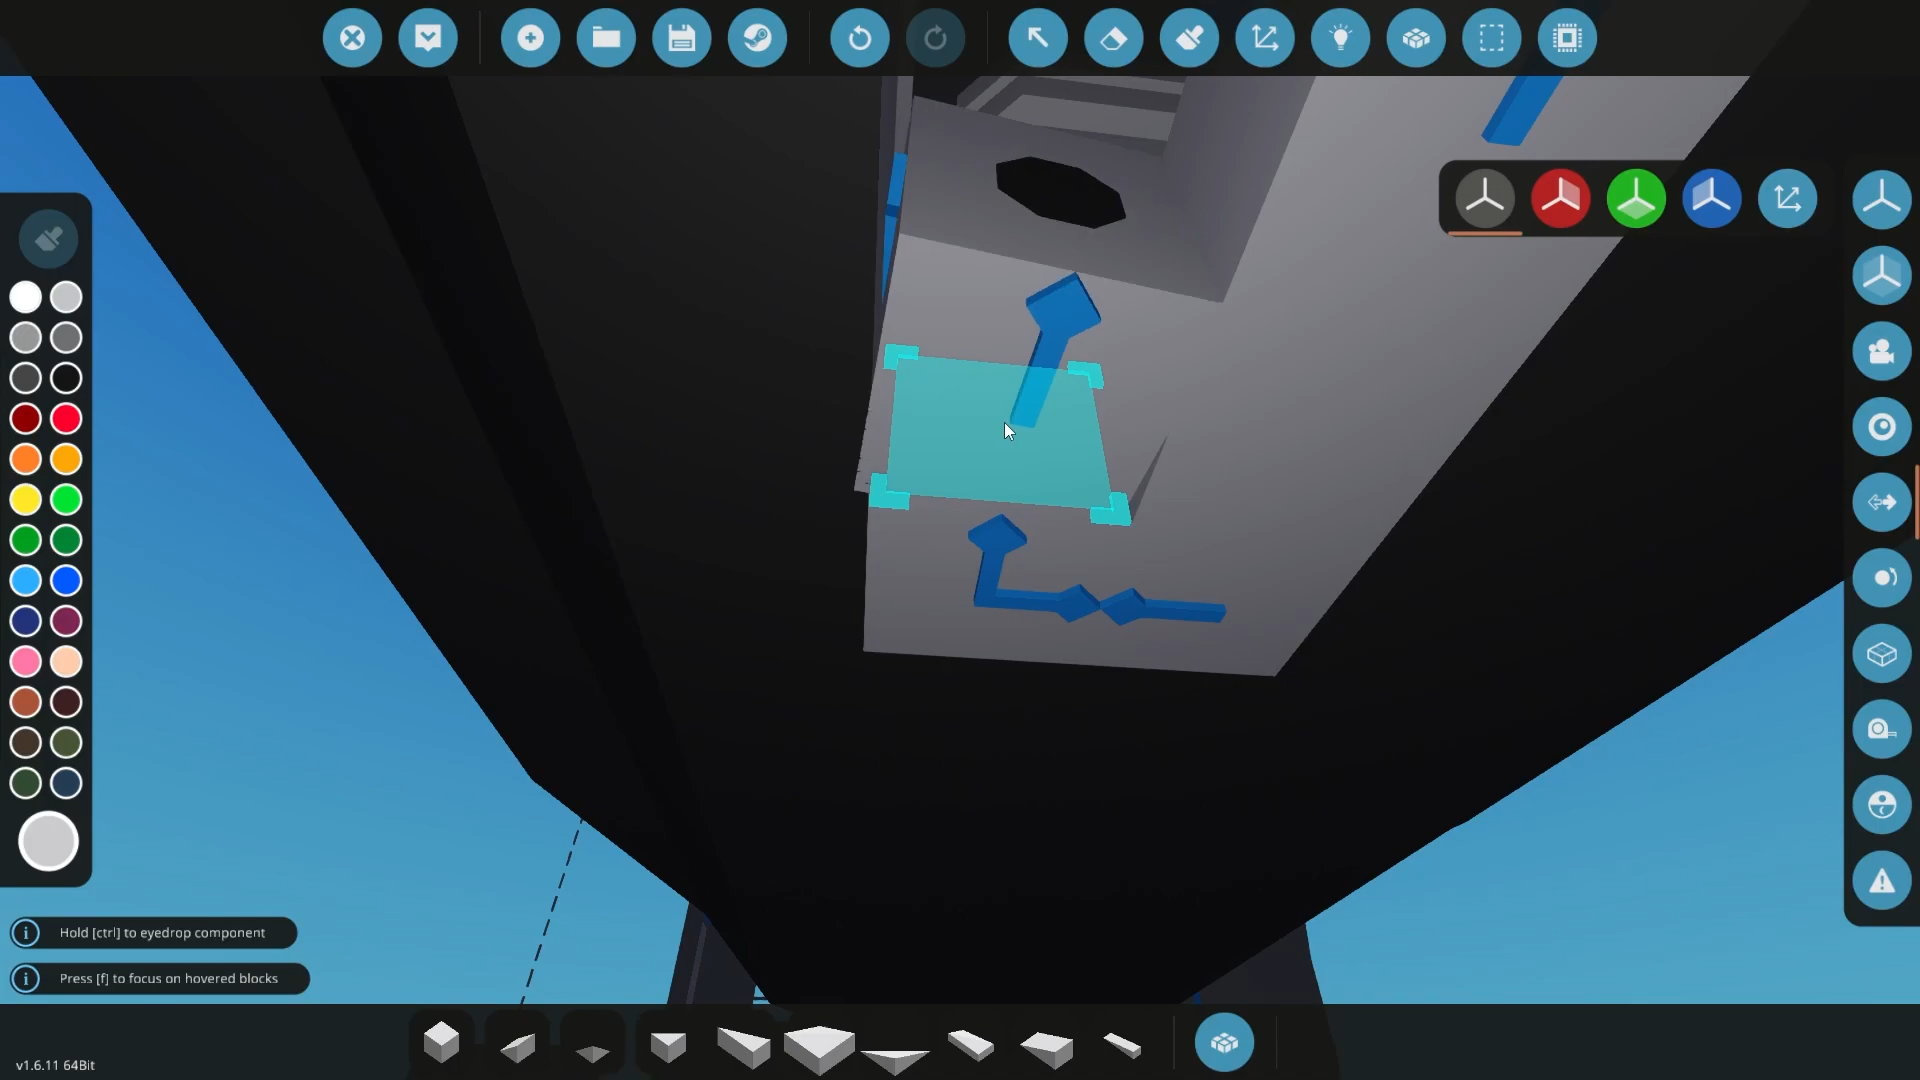 Hold [ctrl] to eyedrop component
Press [f] to focus on hovered blocks
v1.6.11 64Bit